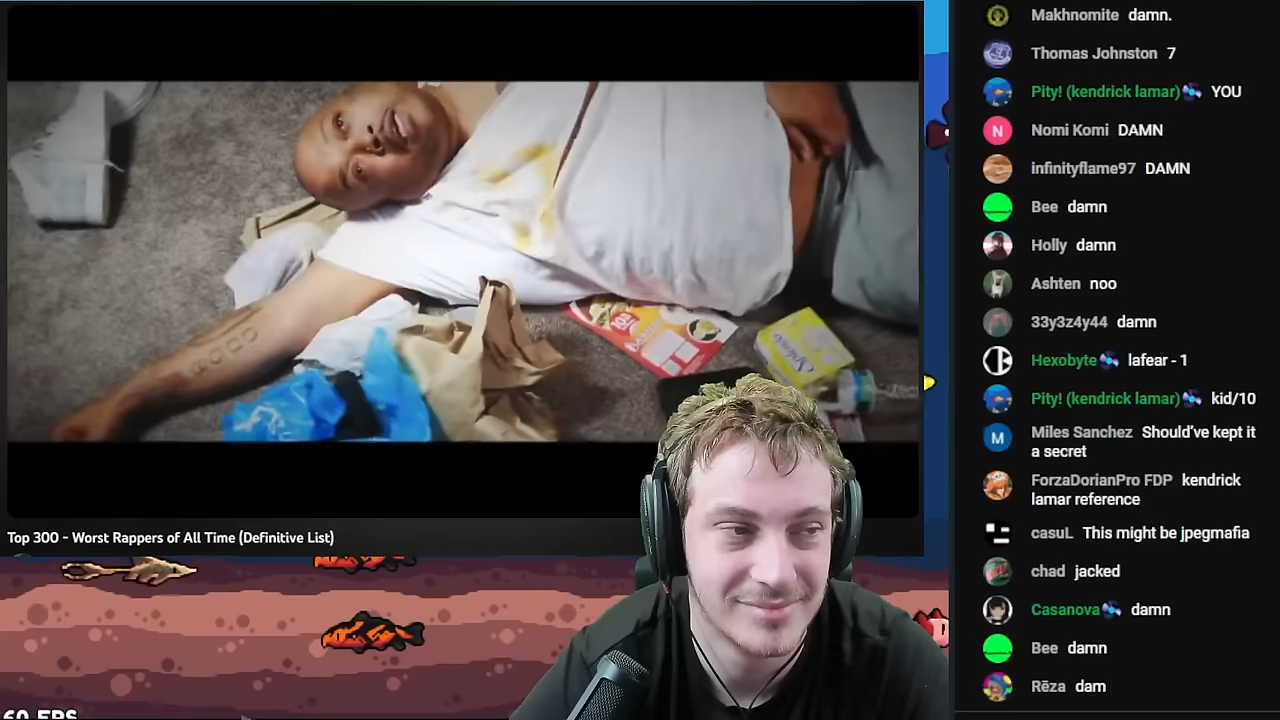 Top 300 - Worst Rappers of All Time (Definitive List)
60 FPS
Makhnomite damn.
Thomas Johnston 7
Pity! (kendrick lamar) YOU
N
Nomi Komi DAMN
infinityflame97 DAMN
Bee damn
Holly damn
Ashten noo
33y3z4y44 damn
Hexobyte lafear - 1
Pity! (kendrick lamar) kid/10
M
Miles Sanchez Should've kept it
a secret
ForzaDorianPro FDP kendrick
lamar reference
casuL This might be jpegmafia
chad jacked
Casanova damn
Bee damn
Rēza dam